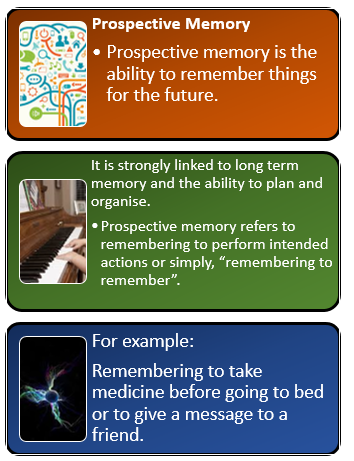 Prospective Memory
• Prospective memory is the
ability to remember things
for the future.
It is strongly linked to long term
memory and the ability to plan and
organise.
• Prospective memory refers to
remembering to perform intended
actions or simply, “remembering to
remember”.
For example:
Remembering to take
medicine before going to bed
or to give a message to a
friend.